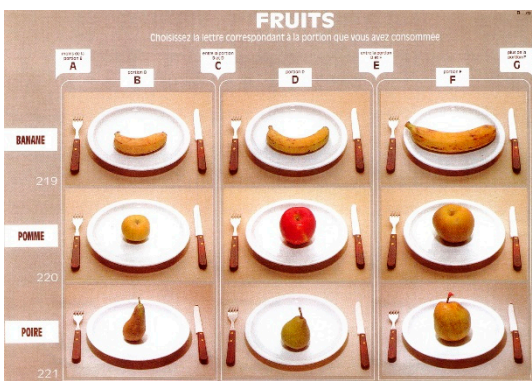 FRUITS
Choisissez la lettre correspondant à la portion que vous avez consommée
A
B
C
D
E
F
G
portion B
portion D
portion F
BANANE
219
POMME
220
POIRE
221